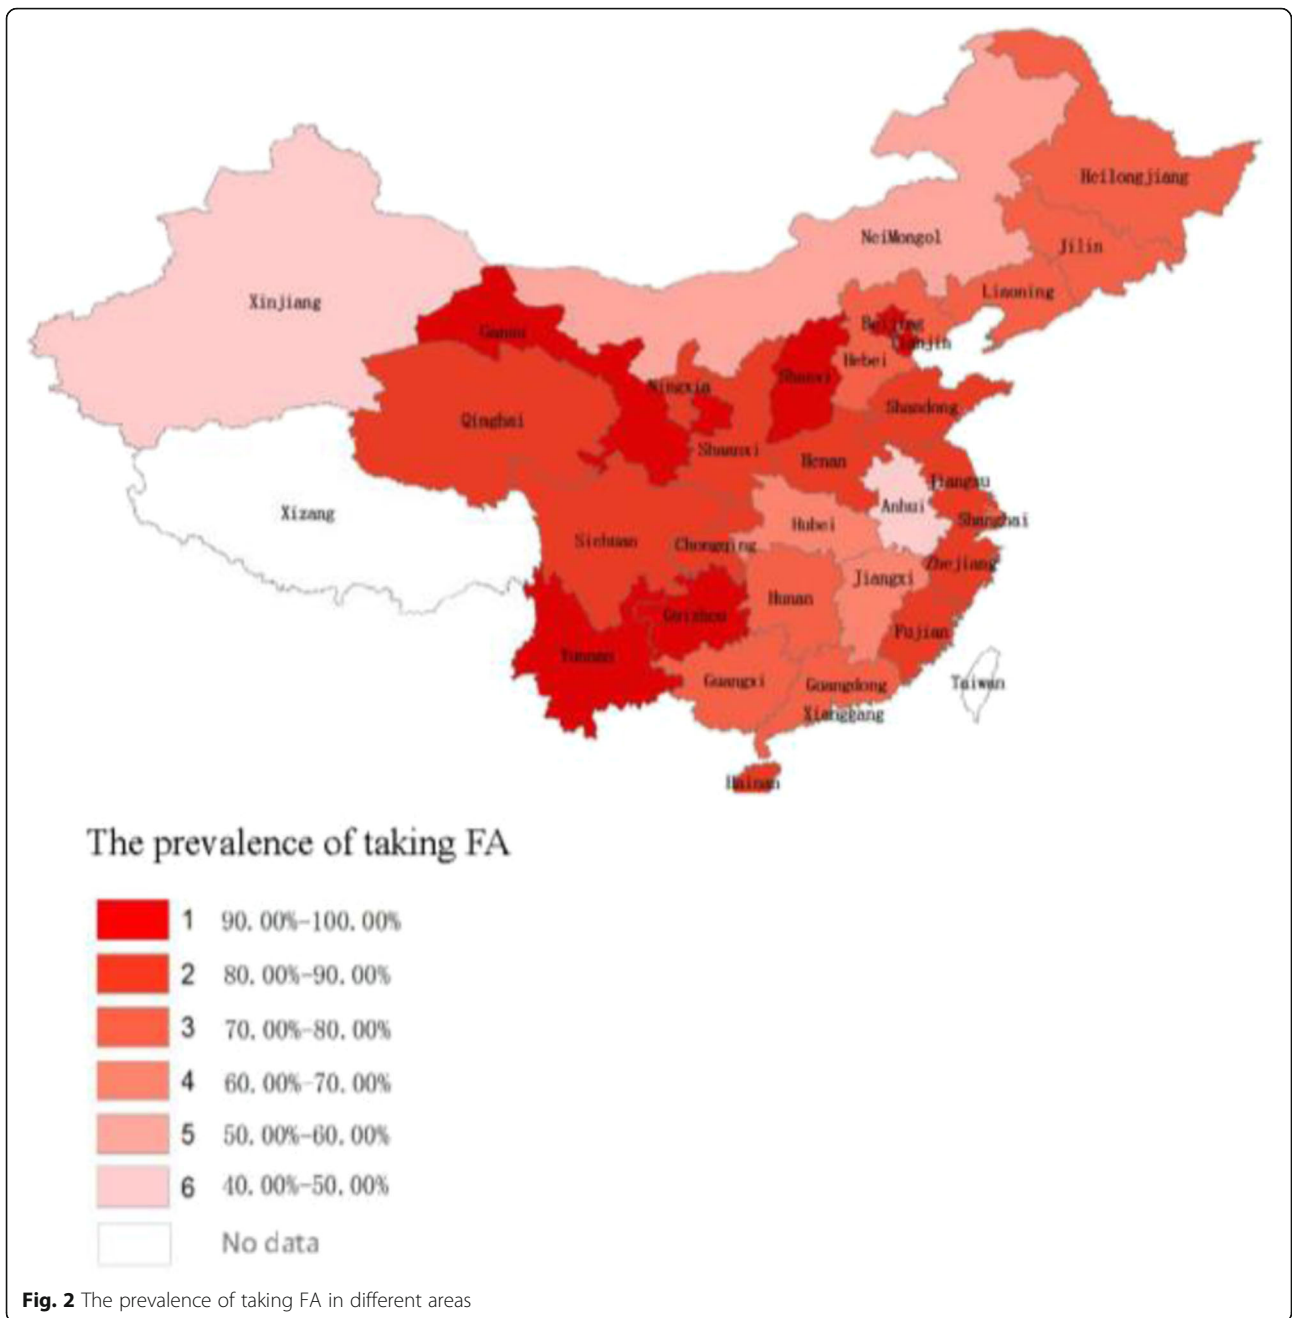 Heilongjiang
NeiMongol
Jilin
Xinjiang
Liaoning
Gansu
Beijing
Tianjin
Hebei
Shanxi
Ningxia
Shandong
Qinghai
Shaanxi
Henan
Jiangsu
Anhui
Xizang
Shanghai
Hubei
Sichuan
Chongqing
Zhejiang
Jiangxi
Hunan
Guizhou
Fujian
Yunnan
Guangxi
Guangdong
Taiwan
Xianggang
Hainan
The prevalence of taking FA
1 90.00%-100.00%
2 80.00%-90.00%
3 70.00%-80.00%
4 60.00%-70.00%
5 50.00%-60.00%
6 40.00%-50.00%
No data
Fig. 2 The prevalence of taking FA in different areas